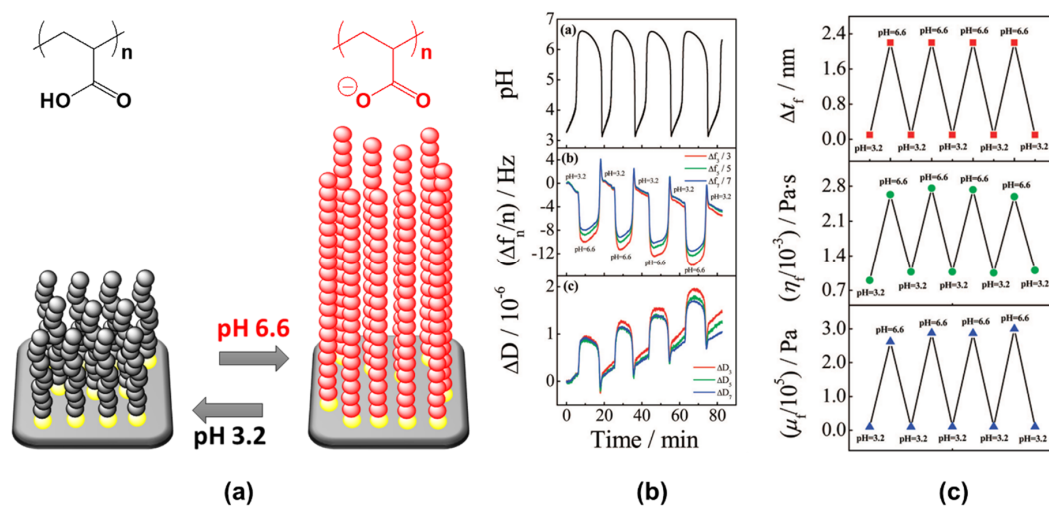 n
HO
O
n
⊖
O
O
pH 6.6
pH 3.2
(a)
(a)
pH
7
6
5
4
3
(b)
Δf₃ / 3
Δf₅ / 5
Δf₇ / 7
(Δfₙ/n) / Hz
4
0
-4
-8
-12
pH=3.2
pH=3.2
pH=3.2
pH=3.2
pH=3.2
pH=6.6
pH=6.6
pH=6.6
pH=6.6
(c)
ΔD / 10⁻⁶
2
1
0
ΔD₃
ΔD₅
ΔD₇
0 20 40 60 80
Time / min
(b)
Δt_f / nm
2.4
1.6
0.8
0.0
pH=6.6 pH=6.6 pH=6.6 pH=6.6
pH=3.2 pH=3.2 pH=3.2 pH=3.2 pH=3.2
(η_f/10⁻³) / Pa·s
2.8
2.1
1.4
0.7
pH=6.6 pH=6.6 pH=6.6 pH=6.6
pH=3.2 pH=3.2 pH=3.2 pH=3.2 pH=3.2
(μ_f/10⁵) / Pa
3.0
2.0
1.0
0.0
pH=6.6 pH=6.6 pH=6.6 pH=6.6
pH=3.2 pH=3.2 pH=3.2 pH=3.2 pH=3.2
(c)